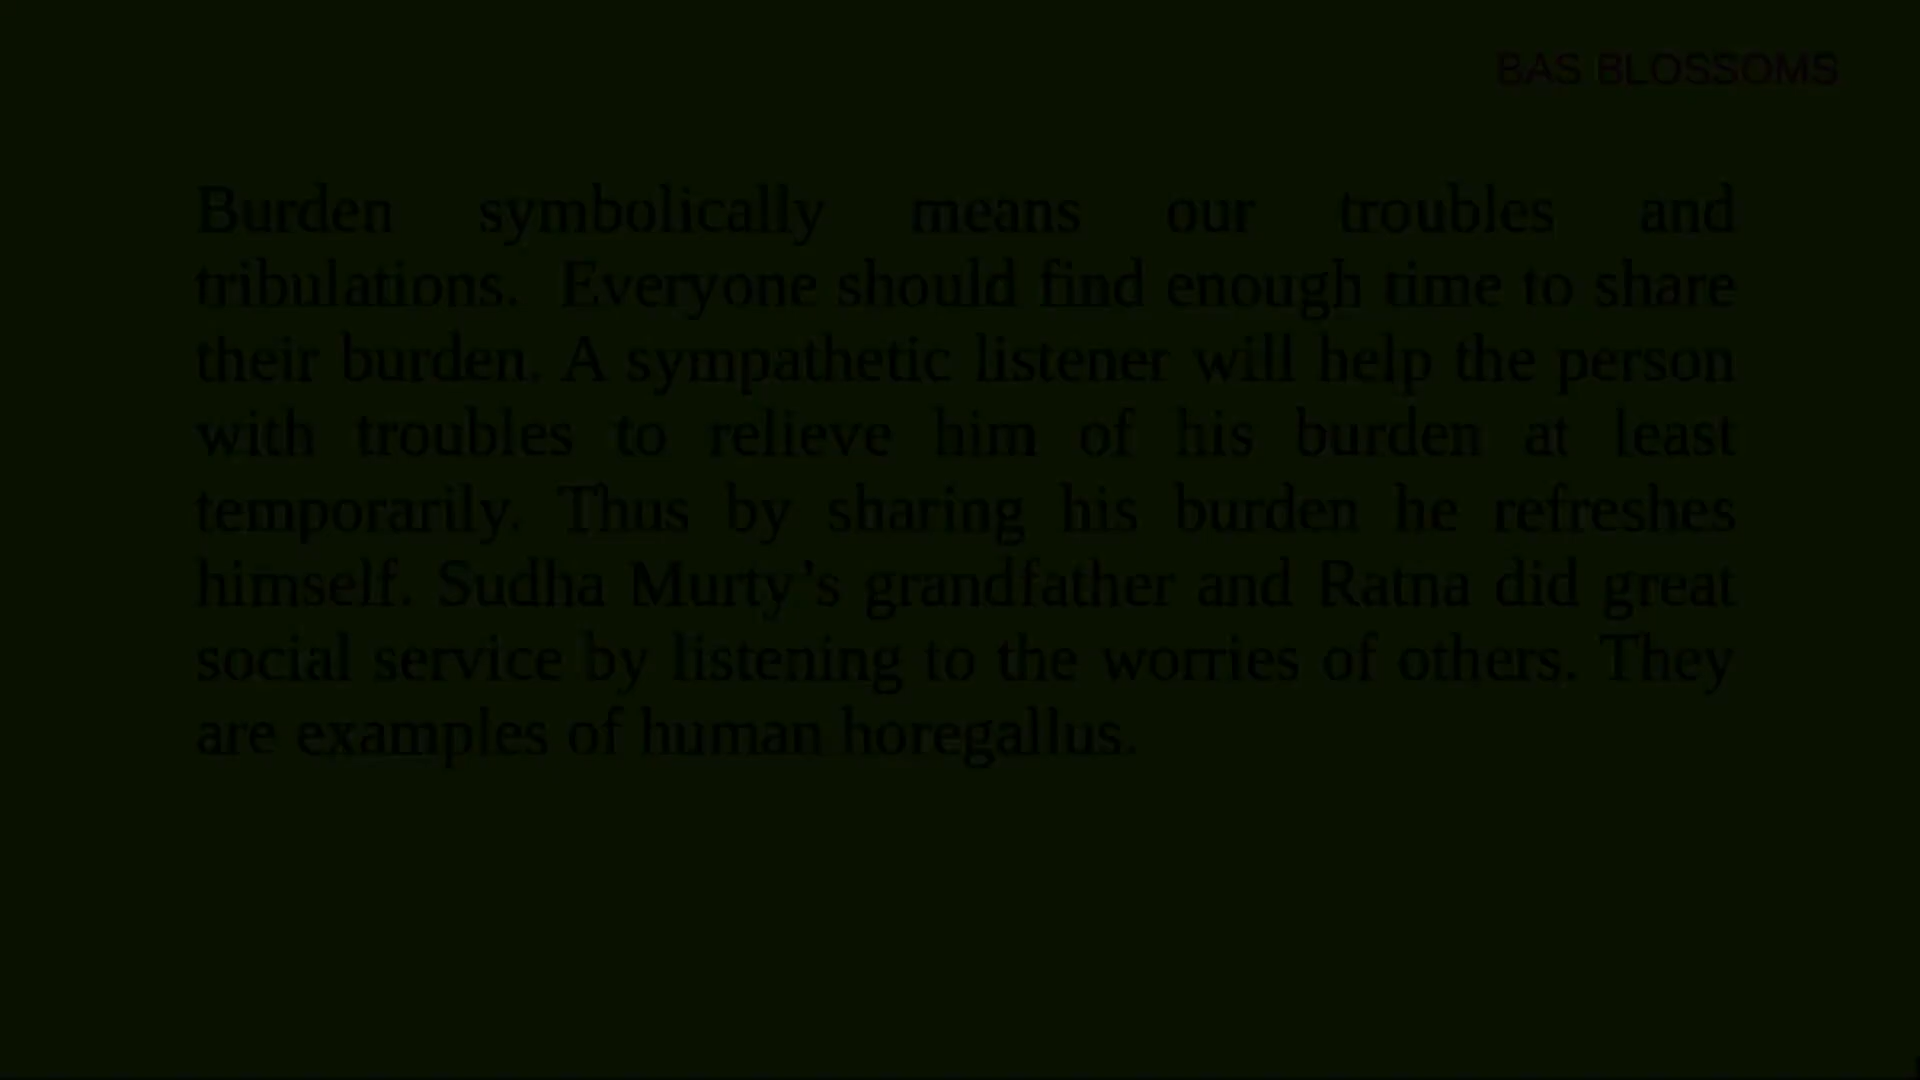 BAS BLOSSOMS
Burden symbolically means our troubles and
tribulations. Everyone should find enough time to share
their burden. A sympathetic listener will help the person
with troubles to relieve him of his burden at least
temporarily. Thus by sharing his burden he refreshes
himself. Sudha Murty’s grandfather and Ratna did great
social service by listening to the worries of others. They
are examples of human horegallus.